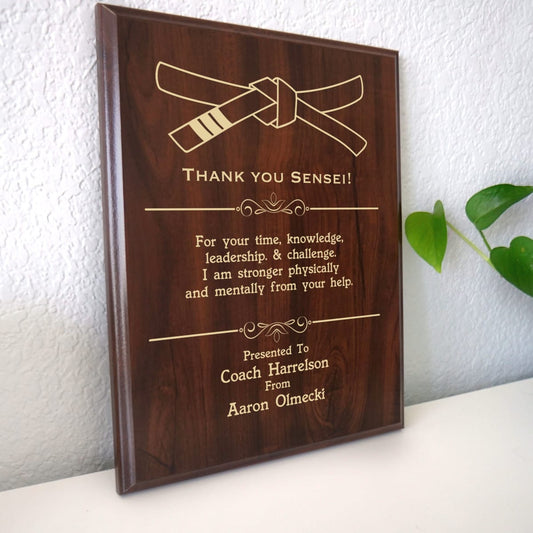 THANK YOU SENSEI!
For your time, knowledge,
leadership. & challenge.
I am stronger physically
and mentally from your help.
Presented To
Coach Harrelson
From
Aaron Olmecki